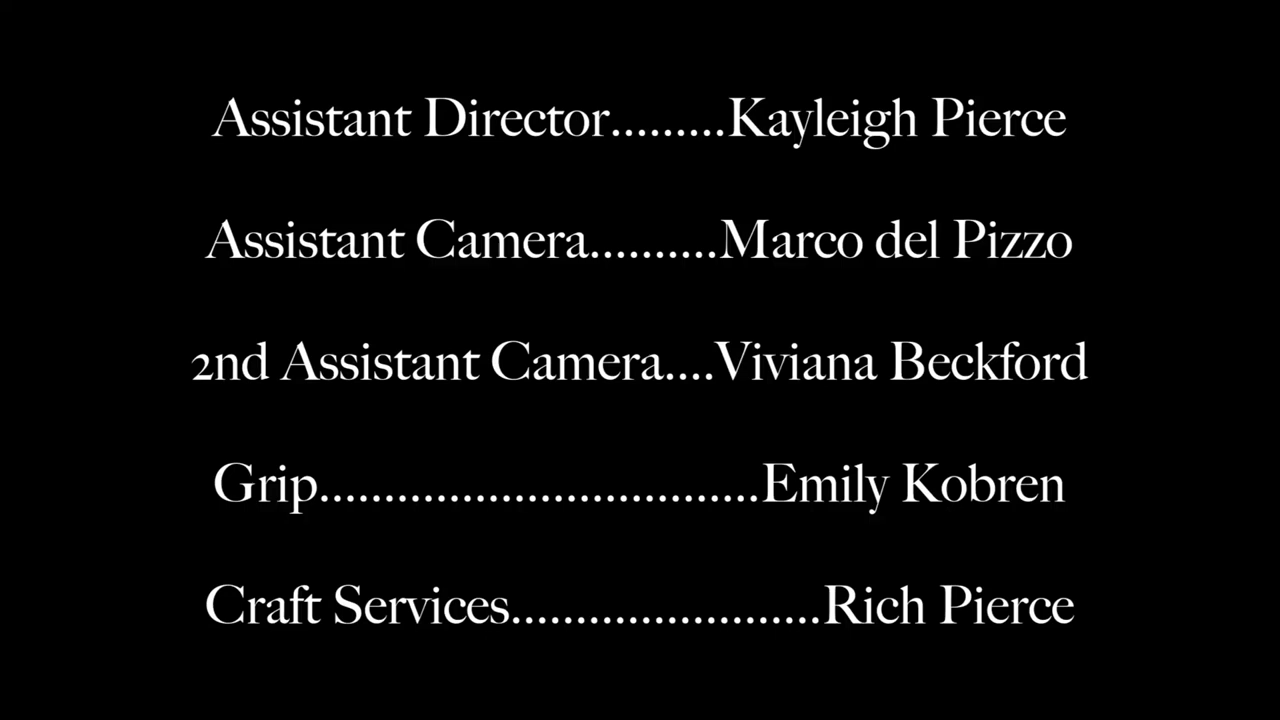 Assistant Director.........Kayleigh Pierce
Assistant Camera..........Marco del Pizzo
2nd Assistant Camera....Viviana Beckford
Grip..................................Emily Kobren
Craft Services........................Rich Pierce